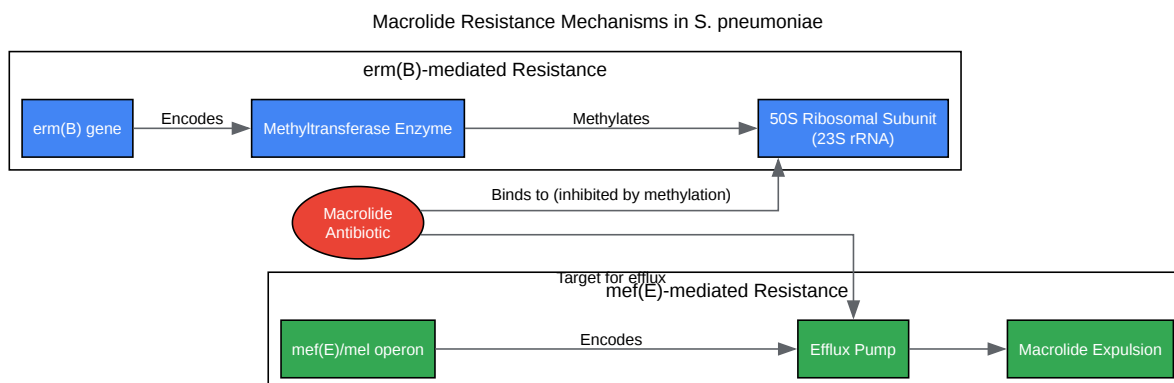 Macrolide Resistance Mechanisms in S. pneumoniae
erm(B)-mediated Resistance
erm(B) gene
Encodes
Methyltransferase Enzyme
Methylates
50S Ribosomal Subunit
(23S rRNA)
Binds to (inhibited by methylation)
Macrolide
Antibiotic
Target for efflux
mef(E)-mediated Resistance
mef(E)/mel operon
Encodes
Efflux Pump
Macrolide Expulsion